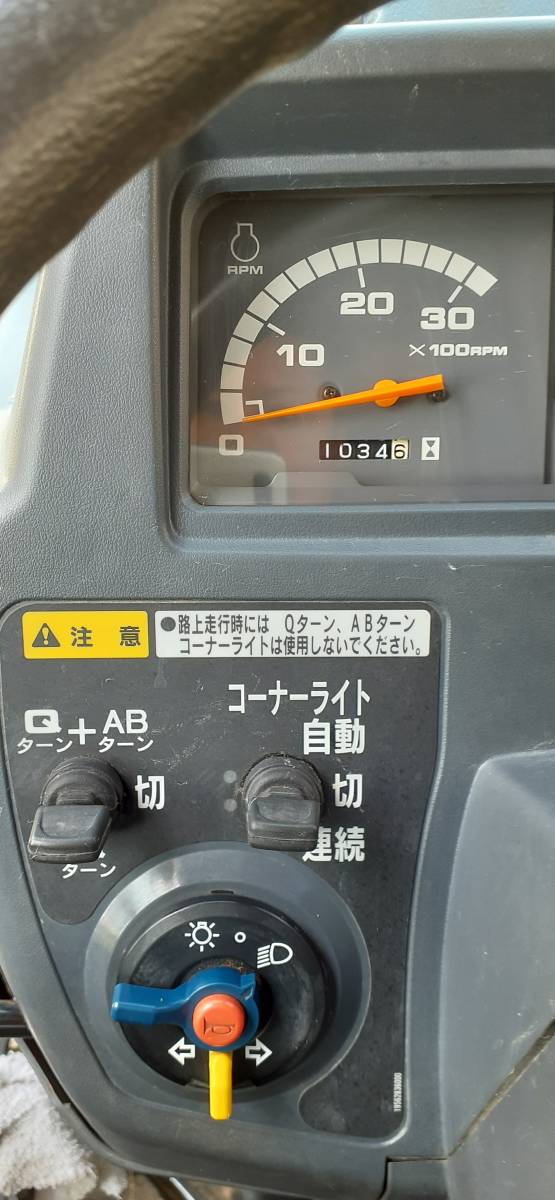 RPM
20
30
10
×100RPM
0
10346
注意
●路上走行時には Qターン、ABターン
コーナーライトは使用しないでください。
コーナーライト
Q + AB
ターン ターン
自動
切
切
連続
ターン